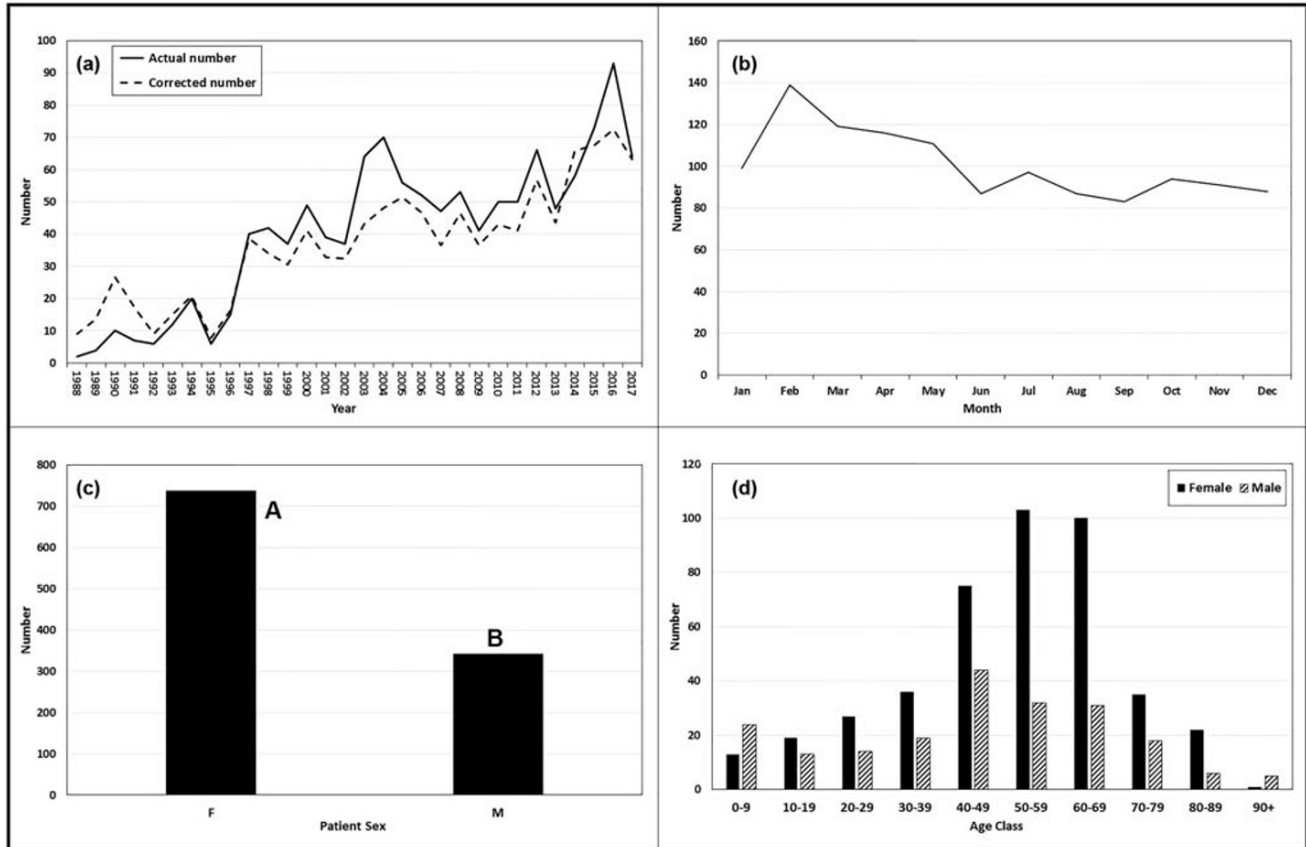 (a)
Actual number
Corrected number
100
90
80
70
60
50
40
30
20
10
0
Number
1988 1989 1990 1991 1992 1993 1994 1995 1996 1997 1998 1999 2000 2001 2002 2003 2004 2005 2006 2007 2008 2009 2010 2011 2012 2013 2014 2015 2016 2017
Year
(b)
160
140
120
100
80
60
40
20
0
Number
Jan Feb Mar Apr May Jun Jul Aug Sep Oct Nov Dec
Month
(c)
800
700
600
500
400
300
200
100
0
Number
A
B
F M
Patient Sex
(d)
Female Male
120
100
80
60
40
20
0
Number
0-9 10-19 20-29 30-39 40-49 50-59 60-69 70-79 80-89 90+
Age Class